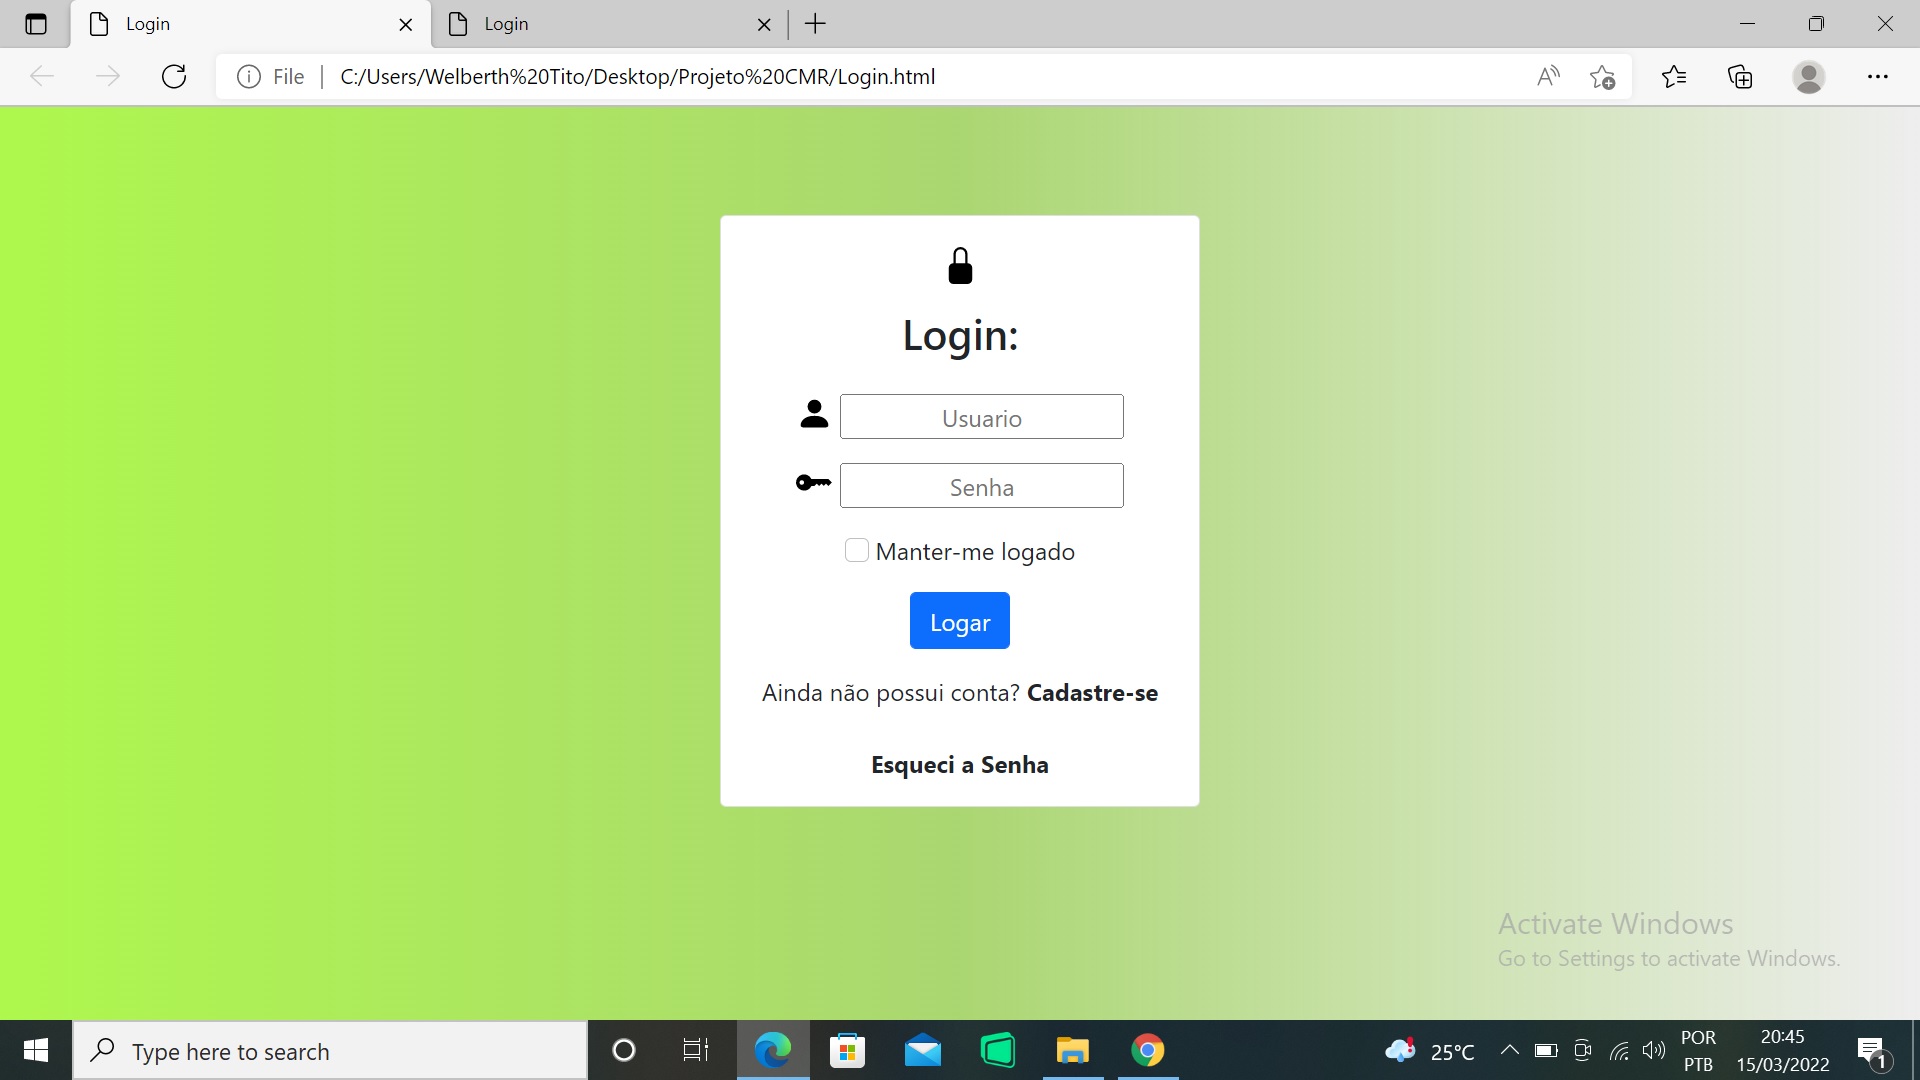 Login
Login
File
C:/Users/Welberth%20Tito/Desktop/Projeto%20CMR/Login.html
Login:
Usuario
Senha
Manter-me logado
Logar
Ainda não possui conta? Cadastre-se
Esqueci a Senha
Activate Windows
Go to Settings to activate Windows.
Type here to search
25°C
POR
PTB
20:45
15/03/2022
1